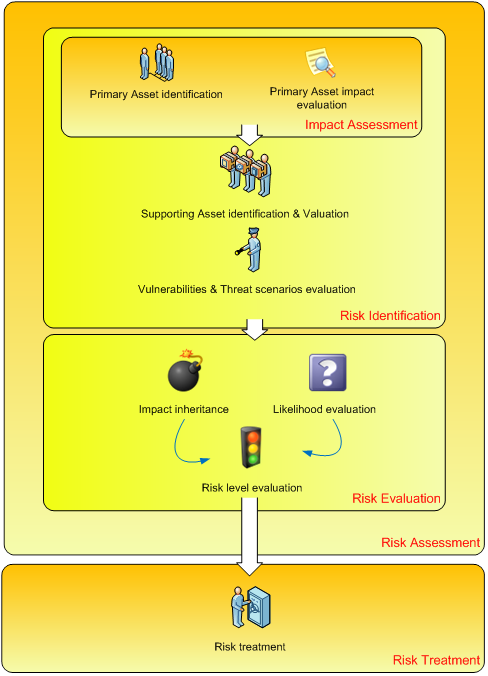 Primary Asset identification
Primary Asset impact
evaluation
Impact Assessment
Supporting Asset identification & Valuation
Vulnerabilities & Threat scenarios evaluation
Risk Identification
Impact inheritance
Likelihood evaluation
Risk level evaluation
Risk Evaluation
Risk Assessment
Risk treatment
Risk Treatment